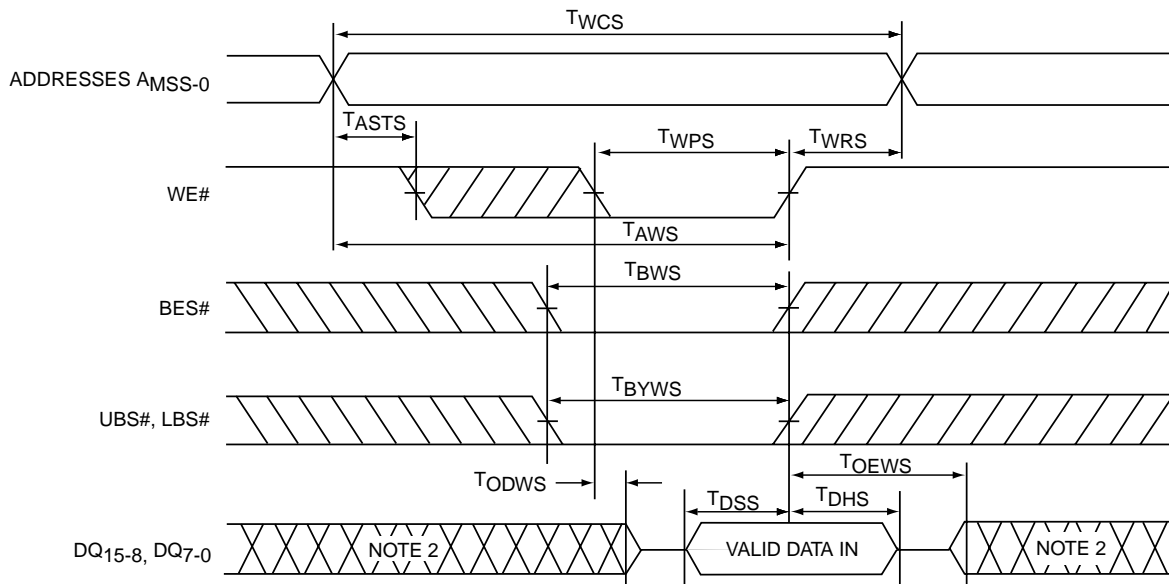 TWCS
ADDRESSES AMSS-0
TASTS
TWPS
TWRS
WE#
TAWS
TBWS
BES#
TBYWS
UBS#, LBS#
TODWS
TOEWS
TDSS
TDHS
DQ15-8, DQ7-0
NOTE 2
VALID DATA IN
NOTE 2